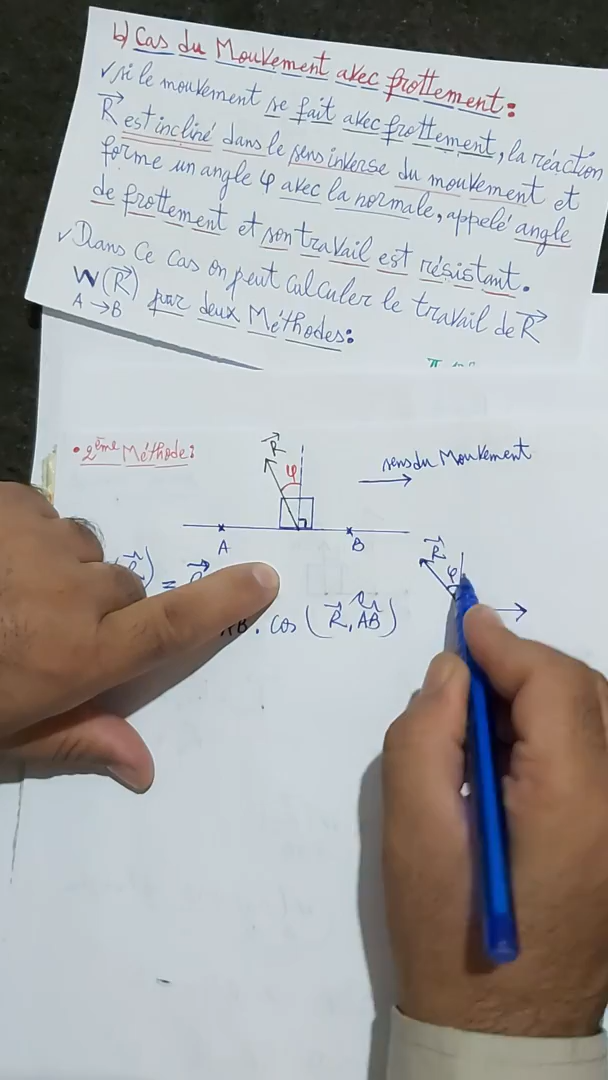 b) Cas du Mouvement avec frottement:
✓ si le mouvement se fait avec frottement, la réaction
R⃗ est incliné dans le sens inverse du mouvement et
forme un angle φ avec la normale, appelé angle
de frottement et son travail est résistant.
✓ Dans ce cas on peut calculer le travail de R⃗
W(R⃗) par deux Méthodes:
A→B
• 2ème Méthode:
R⃗
φ
sens du Mouvement
A
B
R⃗
φ
=
AB. cos (R⃗, AB⃗)